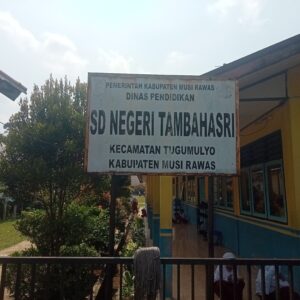 PEMERINTAH KABUPATEN MUSI RAWAS
DINAS PENDIDIKAN
SD NEGERI TAMBAHASRI
KECAMATAN TUGUMULYO
KABUPATEN MUSI RAWAS